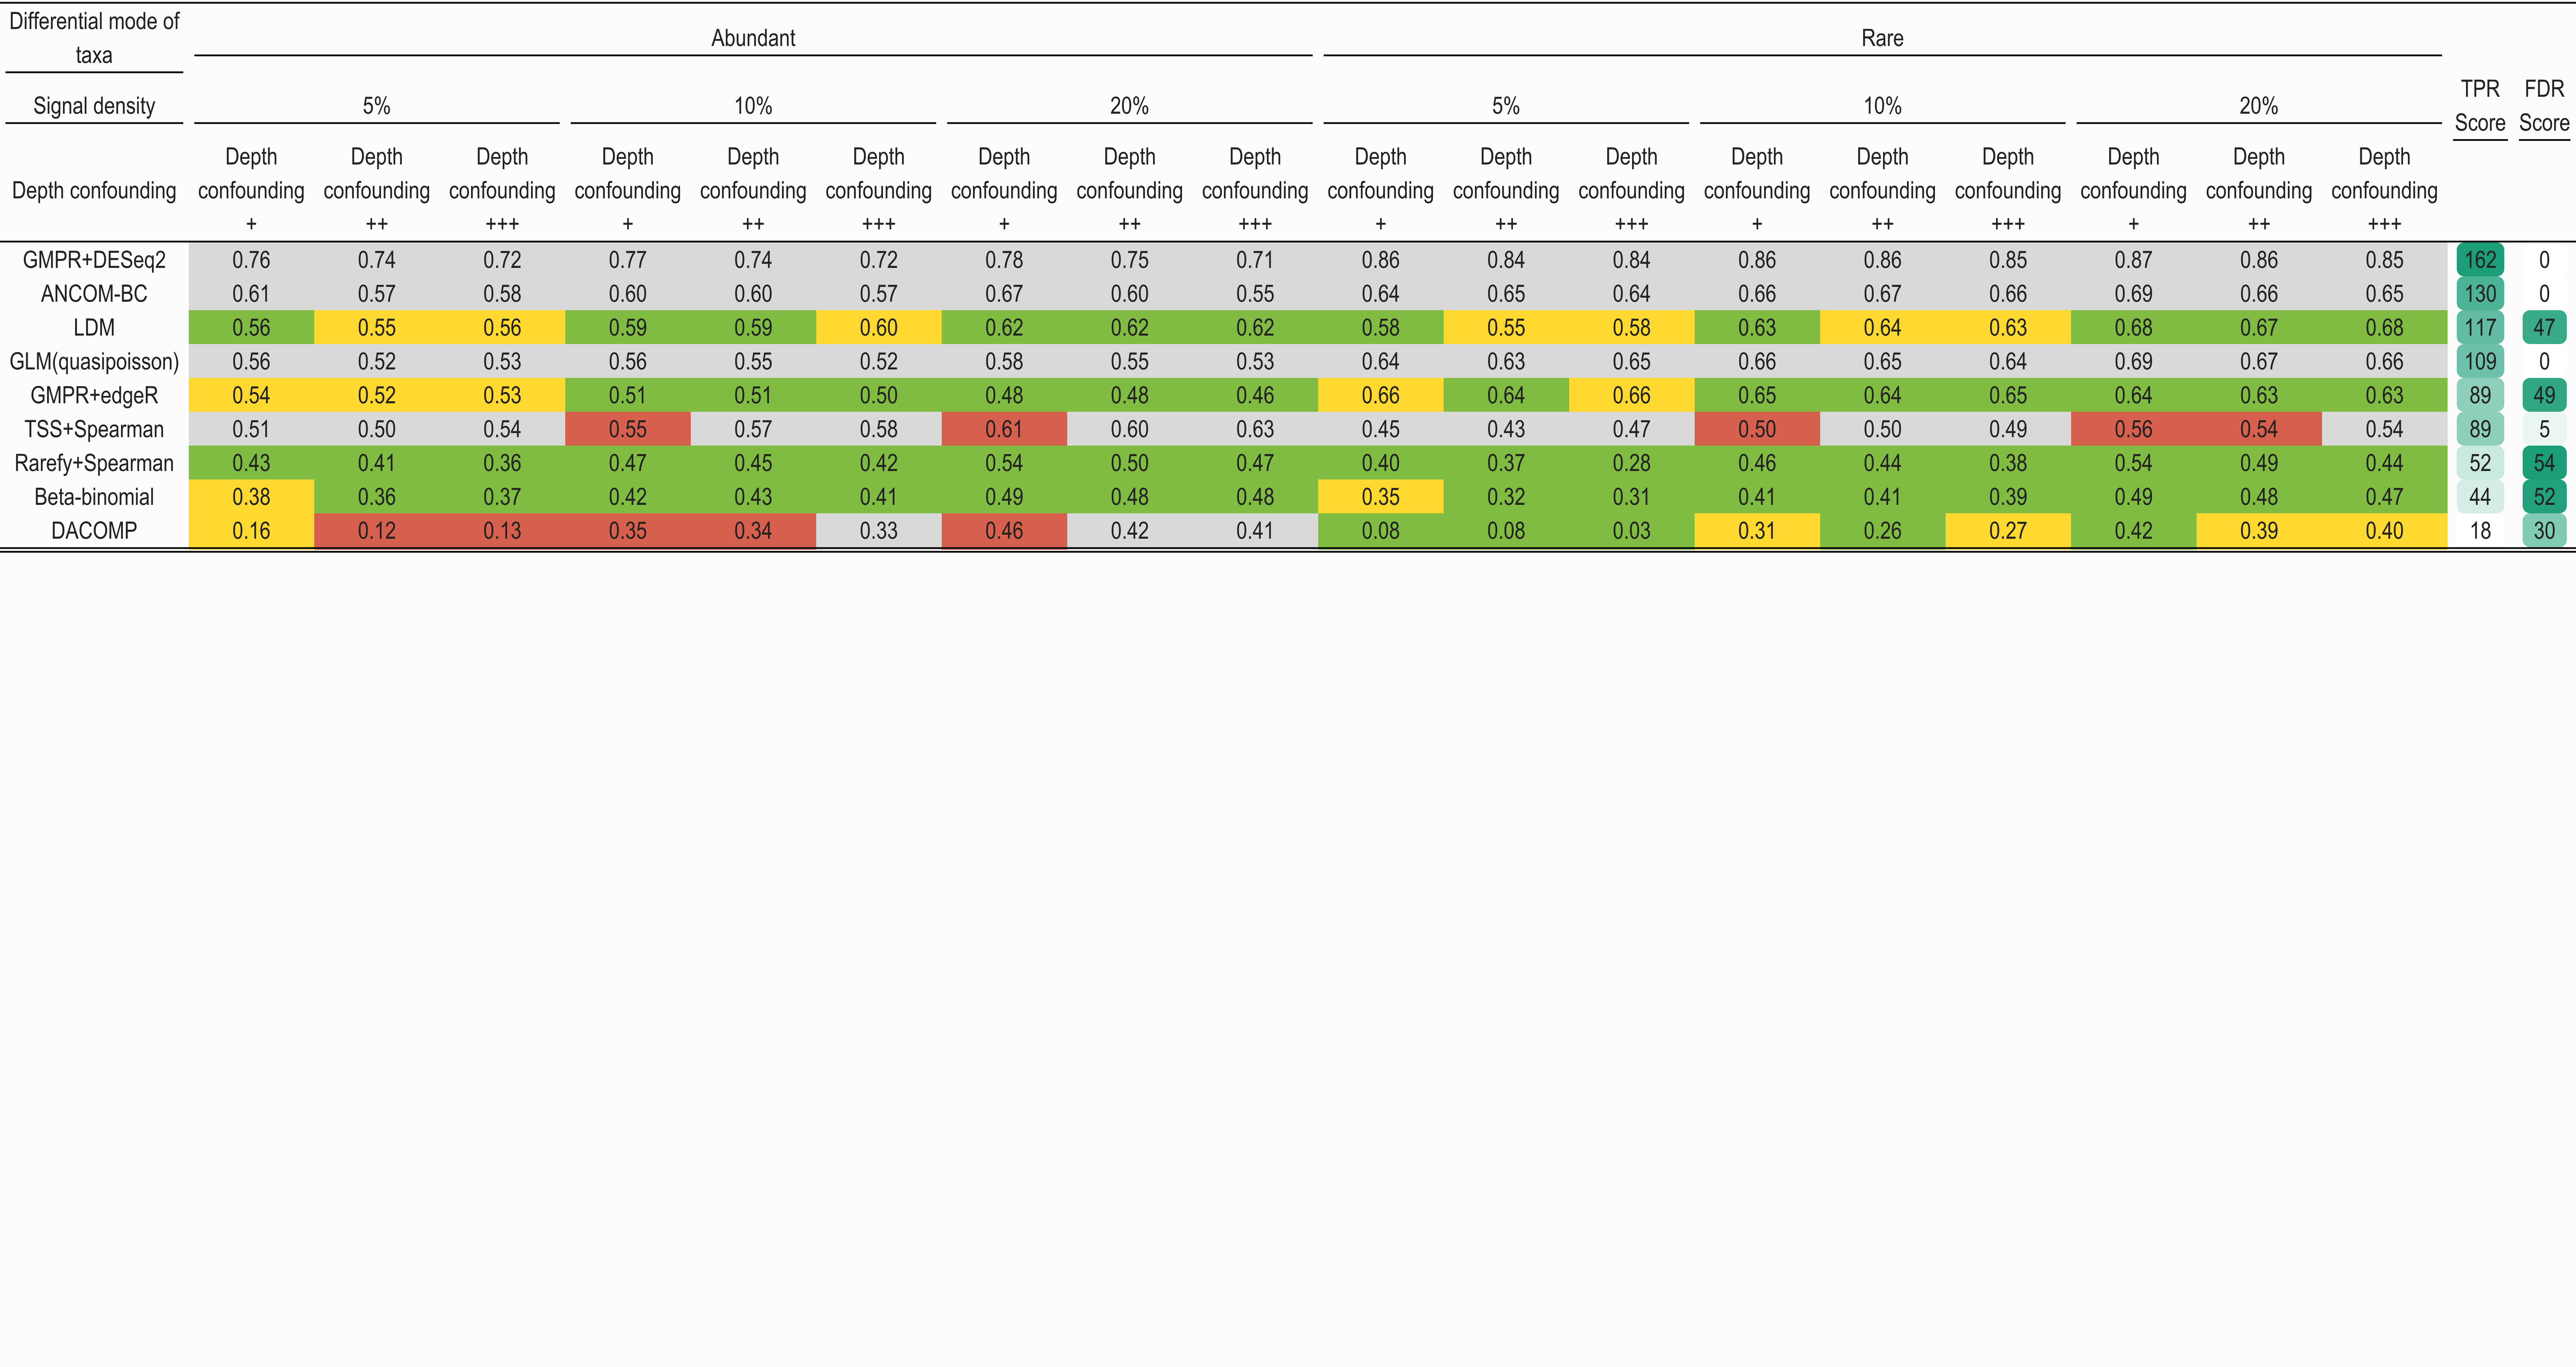 Differential mode of
taxa
Abundant Rare
TPR FDR
Score Score
Signal density 5% 10% 20% 5% 10% 20%
Depth Depth Depth Depth Depth Depth Depth Depth Depth Depth Depth Depth Depth Depth Depth Depth Depth Depth
Depth confounding confounding confounding confounding confounding confounding confounding confounding confounding confounding confounding confounding confounding confounding confounding confounding confounding confounding confounding
+ ++ +++ + ++ +++ + ++ +++ + ++ +++ + ++ +++ + ++ +++
GMPR+DESeq2 0.76 0.74 0.72 0.77 0.74 0.72 0.78 0.75 0.71 0.86 0.84 0.84 0.86 0.86 0.85 0.87 0.86 0.85 162 0
ANCOM-BC 0.61 0.57 0.58 0.60 0.60 0.57 0.67 0.60 0.55 0.64 0.65 0.64 0.66 0.67 0.66 0.69 0.66 0.65 130 0
LDM 0.56 0.55 0.56 0.59 0.59 0.60 0.62 0.62 0.62 0.58 0.55 0.58 0.63 0.64 0.63 0.68 0.67 0.68 117 47
GLM(quasipoisson) 0.56 0.52 0.53 0.56 0.55 0.52 0.58 0.55 0.53 0.64 0.63 0.65 0.66 0.65 0.64 0.69 0.67 0.66 109 0
GMPR+edgeR 0.54 0.52 0.53 0.51 0.51 0.50 0.48 0.48 0.46 0.66 0.64 0.66 0.65 0.64 0.65 0.64 0.63 0.63 89 49
TSS+Spearman 0.51 0.50 0.54 0.55 0.57 0.58 0.61 0.60 0.63 0.45 0.43 0.47 0.50 0.50 0.49 0.56 0.54 0.54 89 5
Rarefy+Spearman 0.43 0.41 0.36 0.47 0.45 0.42 0.54 0.50 0.47 0.40 0.37 0.28 0.46 0.44 0.38 0.54 0.49 0.44 52 54
Beta-binomial 0.38 0.36 0.37 0.42 0.43 0.41 0.49 0.48 0.48 0.35 0.32 0.31 0.41 0.41 0.39 0.49 0.48 0.47 44 52
DACOMP 0.16 0.12 0.13 0.35 0.34 0.33 0.46 0.42 0.41 0.08 0.08 0.03 0.31 0.26 0.27 0.42 0.39 0.40 18 30